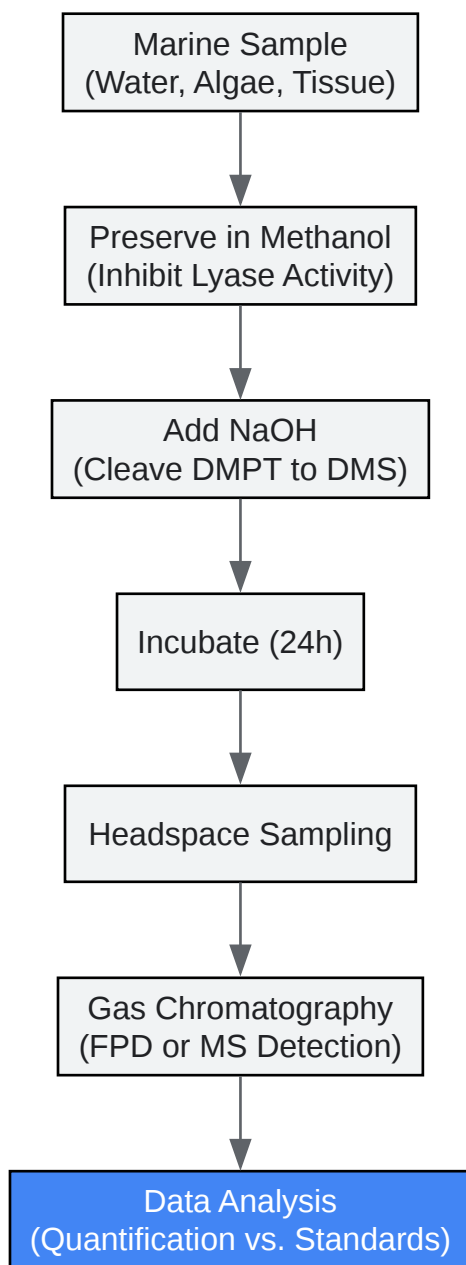 Marine Sample
(Water, Algae, Tissue)
Preserve in Methanol
(Inhibit Lyase Activity)
Add NaOH
(Cleave DMPT to DMS)
Incubate (24h)
Headspace Sampling
Gas Chromatography
(FPD or MS Detection)
Data Analysis
(Quantification vs. Standards)